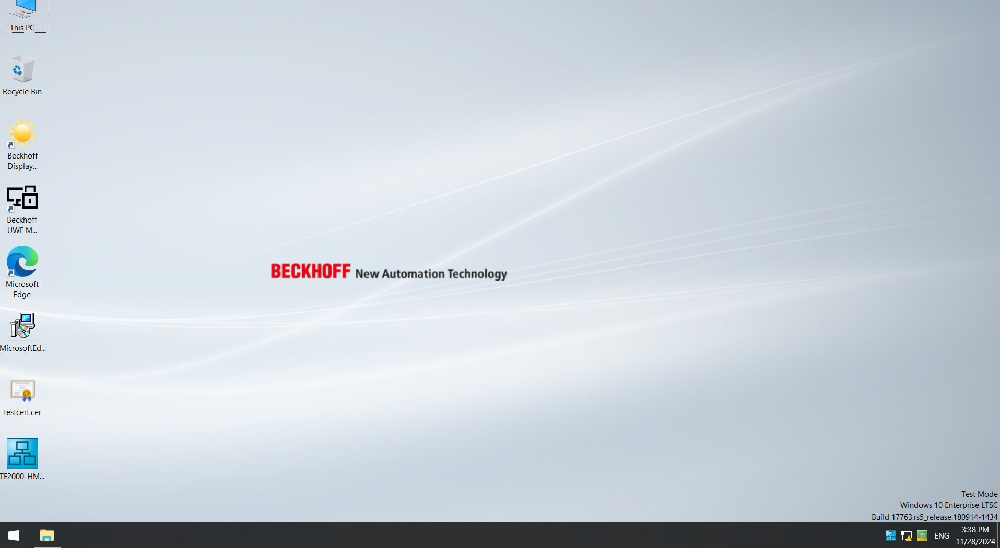 This PC
Recycle Bin
Beckhoff
Display...
Beckhoff
UWF M...
Microsoft
Edge
MicrosoftEd...
testcert.cer
TF2000-HM...
BECKHOFF New Automation Technology
Test Mode
Windows 10 Enterprise LTSC
Build 17763.rs5_release.180914-1434
ENG
3:38 PM
11/28/2024